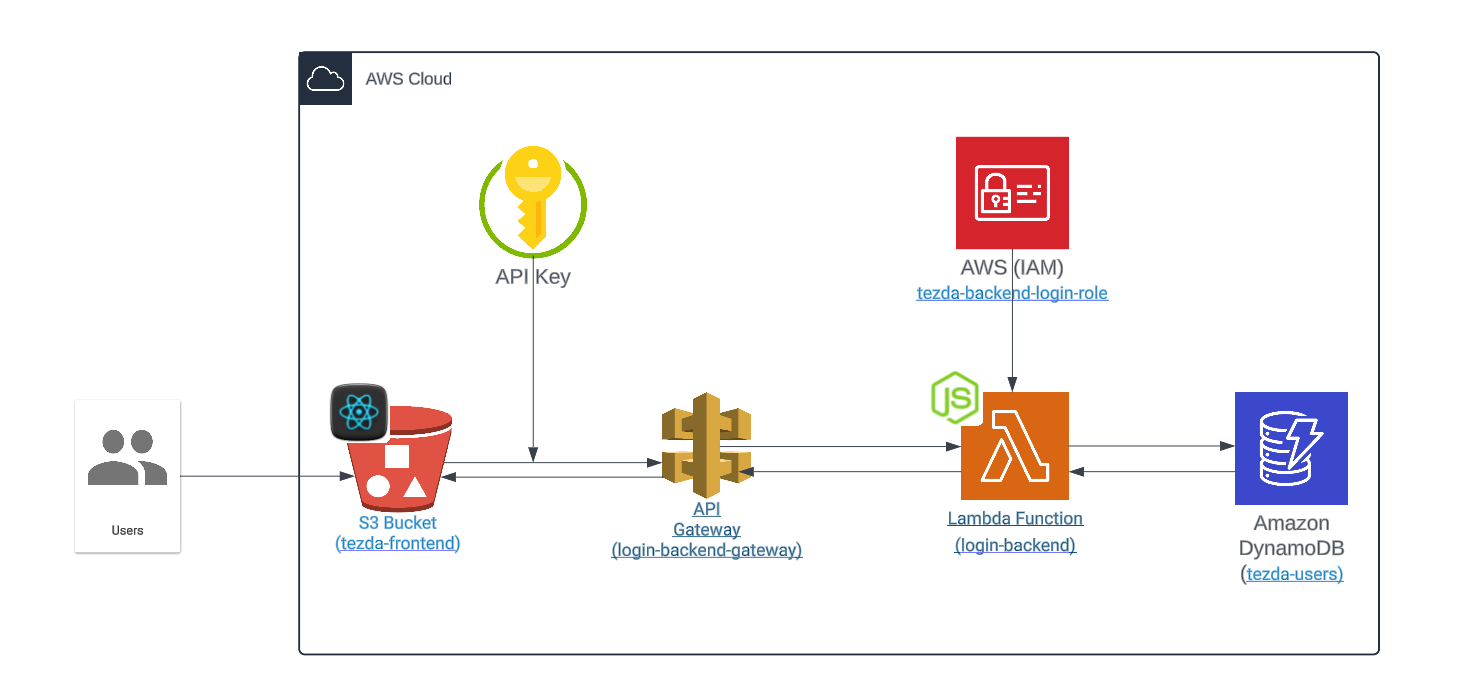 AWS Cloud
API Key
AWS (IAM)
tezda-backend-login-role
JS
Users
S3 Bucket
(tezda-frontend)
API
Gateway
(login-backend-gateway)
Lambda Function
(login-backend)
Amazon
DynamoDB
(tezda-users)